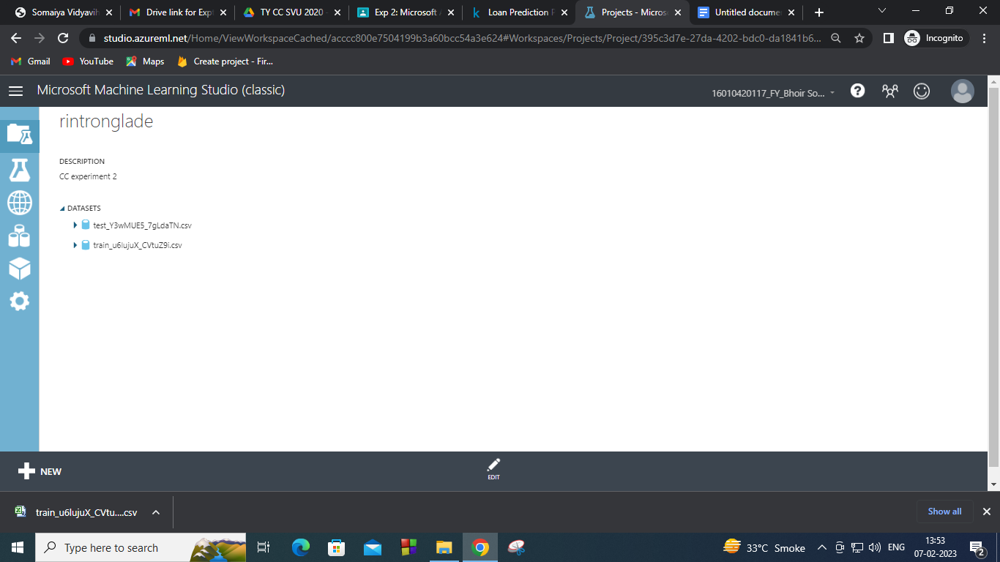 Somaiya Vidyavih
Drive link for Exp
TY CC SVU 2020 -
Exp 2: Microsoft A
Loan Prediction P
Projects - Micros
Untitled docume
studio.azureml.net/Home/ViewWorkspaceCached/acccc800e7504199b3a60bcc54a3e624#Workspaces/Projects/Project/395c3d7e-27da-4202-bdc0-da1841b6...
Incognito
Gmail
YouTube
Maps
Create project - Fir...
Microsoft Machine Learning Studio (classic)
16010420117_FY_Bhoir So...
rintronglade
DESCRIPTION
CC experiment 2
DATASETS
test_Y3wMUE5_7gLdaTN.csv
train_u6lujuX_CVtuZ9i.csv
NEW
EDIT
train_u6lujuX_CVtu....csv
Show all
Type here to search
33°C Smoke
ENG
13:53
07-02-2023
2